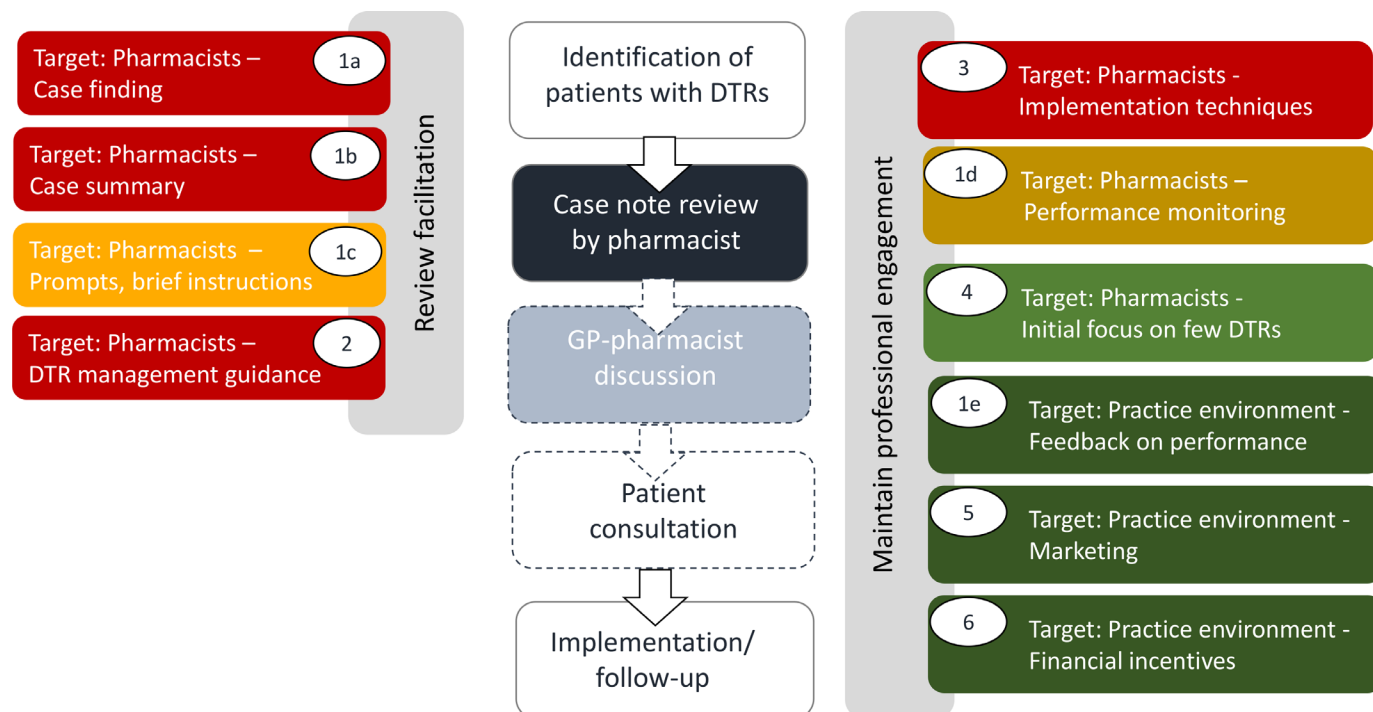 Target: Pharmacists –
Case finding
1a
Target: Pharmacists –
Case summary
1b
Target: Pharmacists –
Prompts, brief instructions
1c
Target: Pharmacists –
DTR management guidance
2
Review facilitation
Identification of
patients with DTRs
Case note review
by pharmacist
GP-pharmacist
discussion
Patient
consultation
Implementation/
follow-up
Maintain professional engagement
3
Target: Pharmacists -
Implementation techniques
1d
Target: Pharmacists –
Performance monitoring
4
Target: Pharmacists -
Initial focus on few DTRs
1e
Target: Practice environment -
Feedback on performance
5
Target: Practice environment -
Marketing
6
Target: Practice environment -
Financial incentives